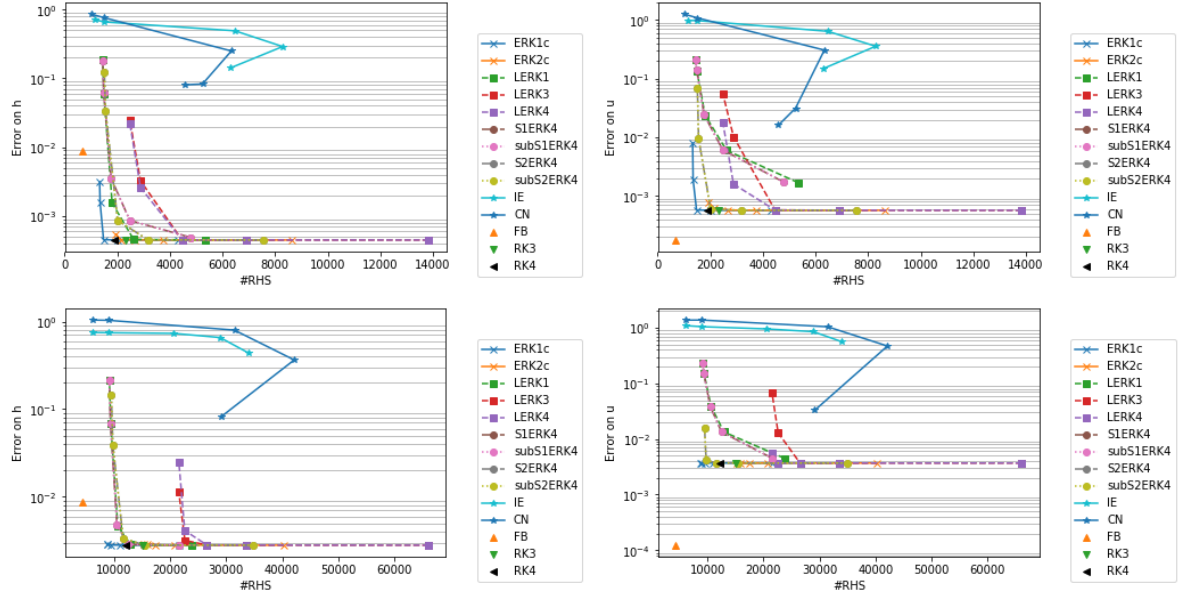 Error on h
10⁰
10⁻¹
10⁻²
10⁻³
0 2000 4000 6000 8000 10000 12000 14000
#RHS
ERK1c
ERK2c
LERK1
LERK3
LERK4
S1ERK4
subS1ERK4
S2ERK4
subS2ERK4
IE
CN
FB
RK3
RK4
Error on u
10⁰
10⁻¹
10⁻²
10⁻³
0 2000 4000 6000 8000 10000 12000 14000
#RHS
ERK1c
ERK2c
LERK1
LERK3
LERK4
S1ERK4
subS1ERK4
S2ERK4
subS2ERK4
IE
CN
FB
RK3
RK4
Error on h
10⁰
10⁻¹
10⁻²
10000 20000 30000 40000 50000 60000
#RHS
ERK1c
ERK2c
LERK1
LERK3
LERK4
S1ERK4
subS1ERK4
S2ERK4
subS2ERK4
IE
CN
FB
RK3
RK4
Error on u
10⁰
10⁻¹
10⁻²
10⁻³
10⁻⁴
10000 20000 30000 40000 50000 60000
#RHS
ERK1c
ERK2c
LERK1
LERK3
LERK4
S1ERK4
subS1ERK4
S2ERK4
subS2ERK4
IE
CN
FB
RK3
RK4